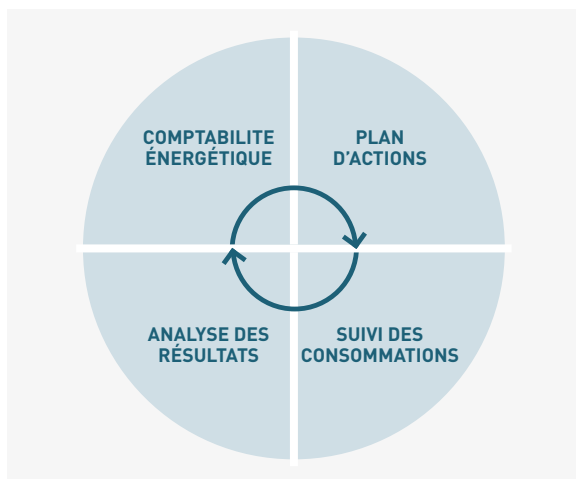 COMPTABILITE
ÉNERGÉTIQUE
PLAN
D'ACTIONS
ANALYSE DES
RÉSULTATS
SUIVI DES
CONSOMMATIONS